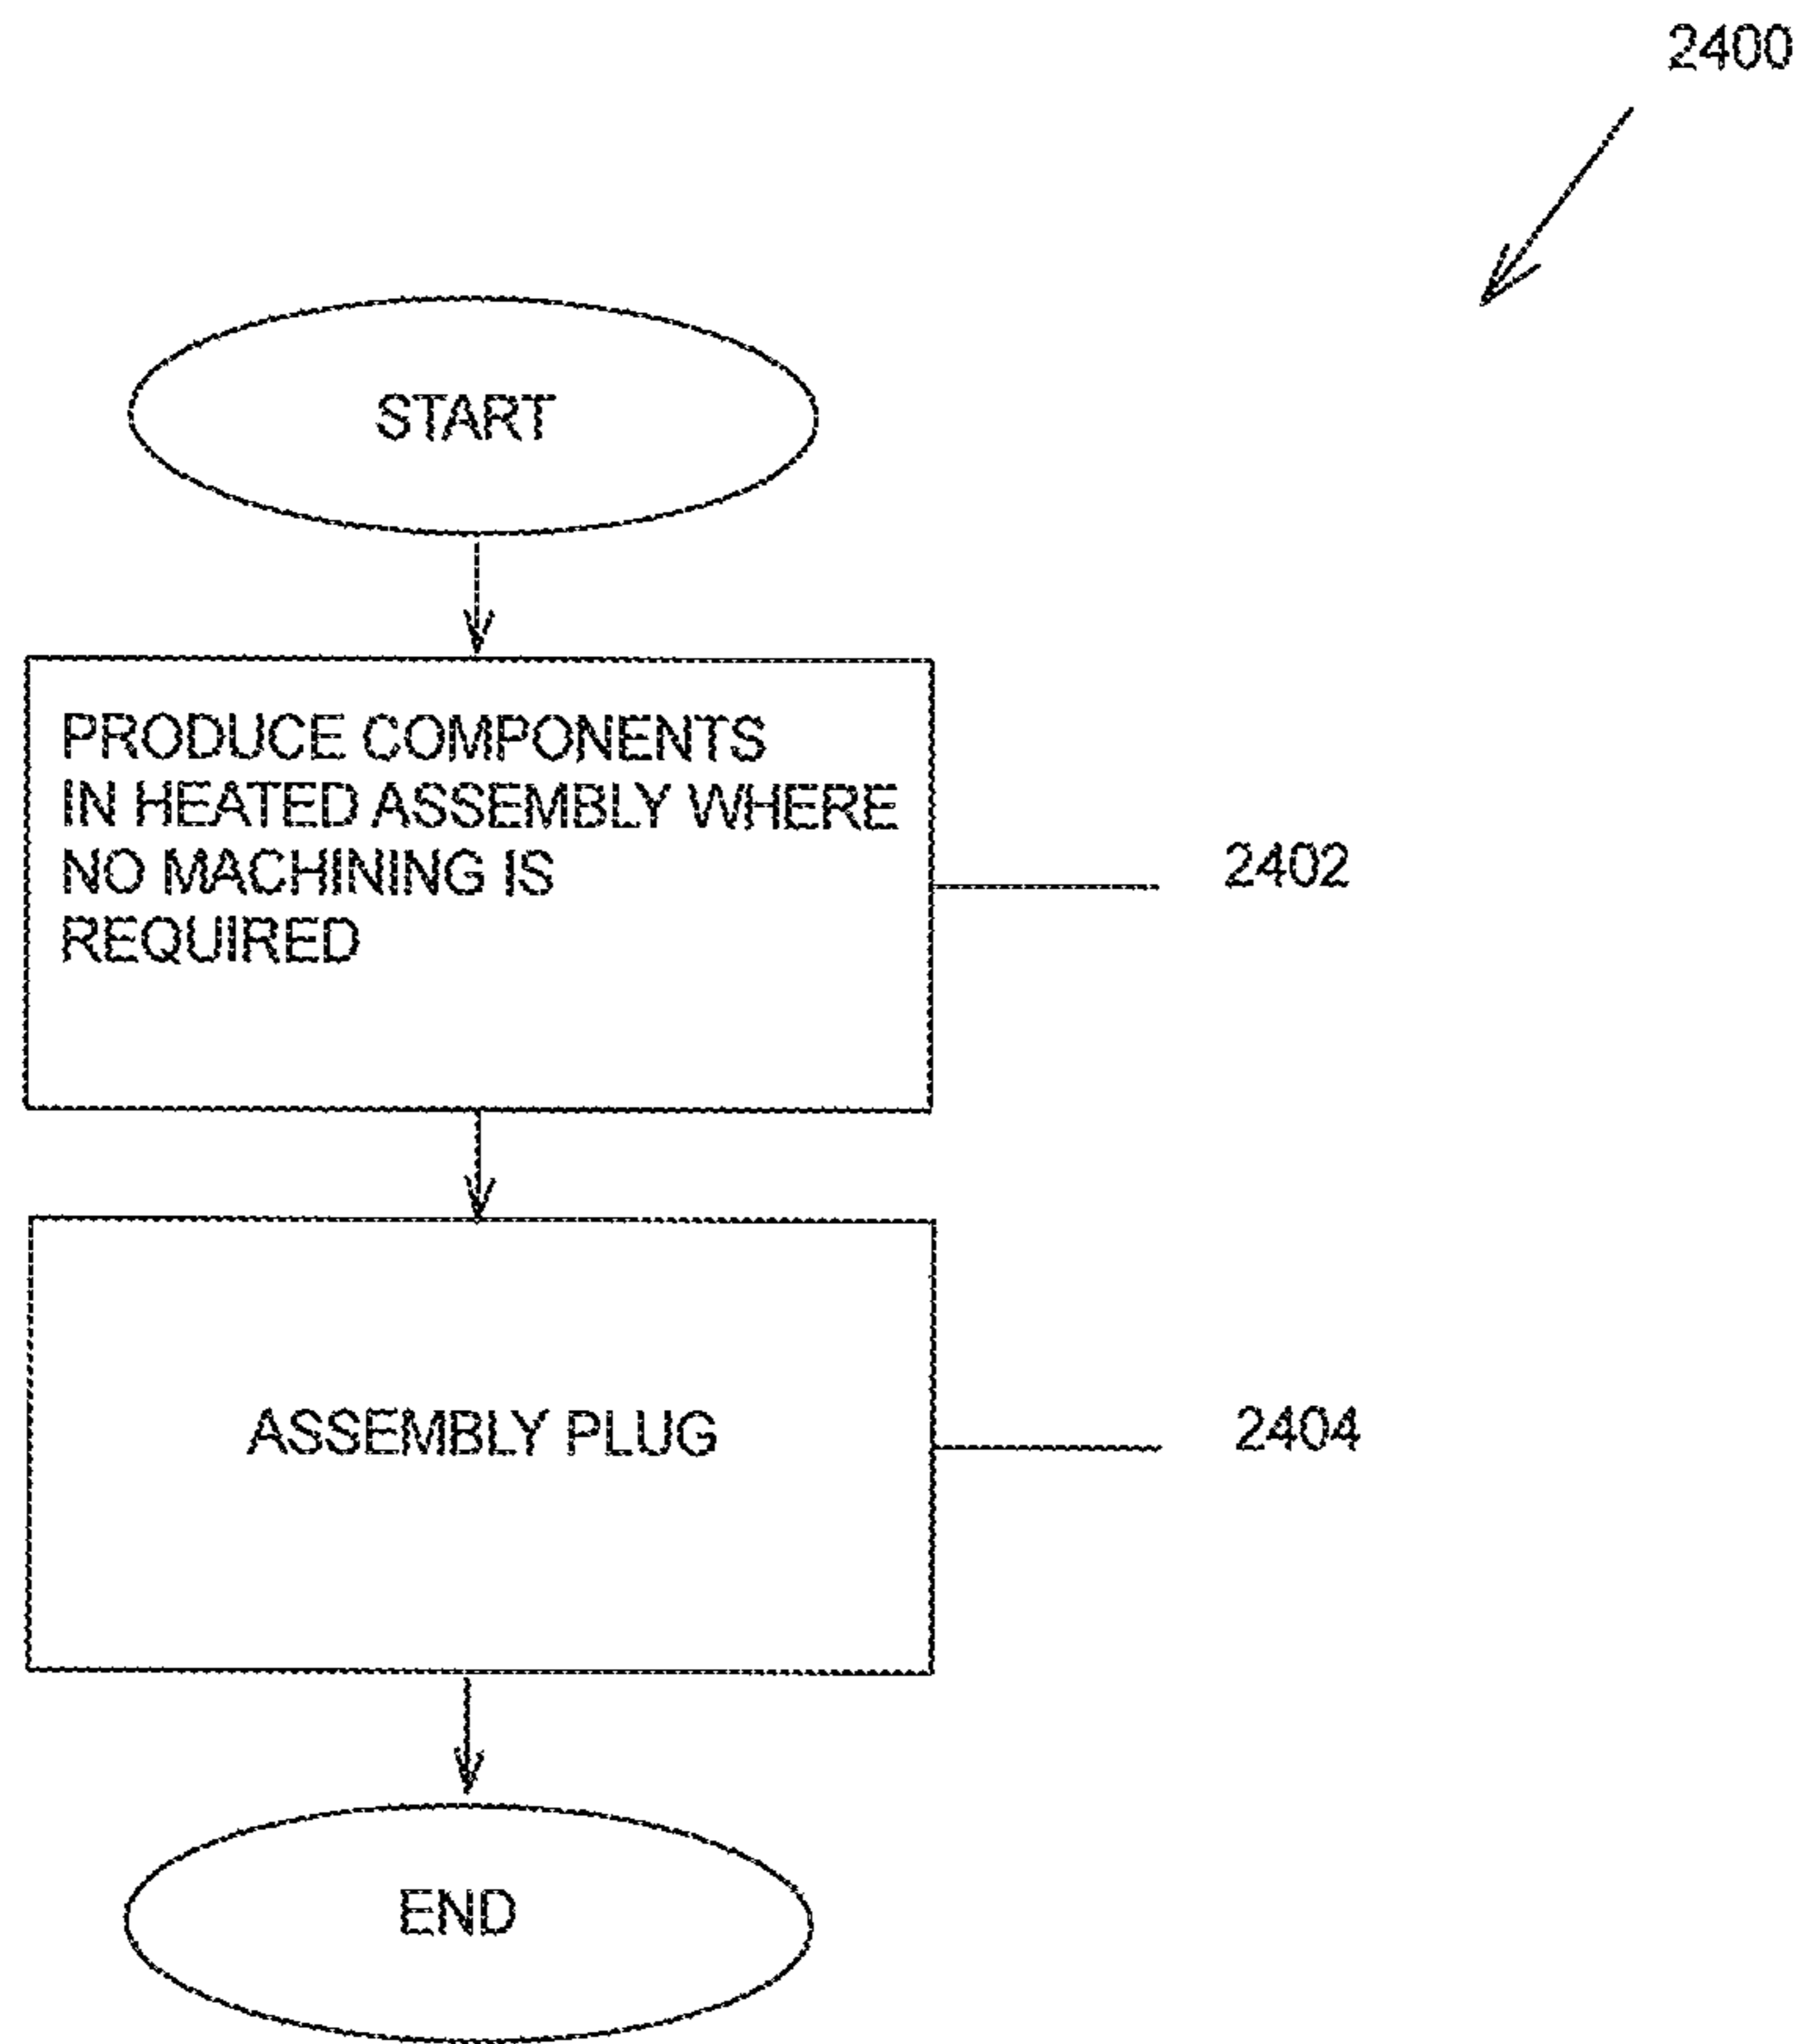 2400
START
PRODUCE COMPONENTS
IN HEATED ASSEMBLY WHERE
NO MACHINING IS
REQUIRED
2402
ASSEMBLY PLUG
2404
END